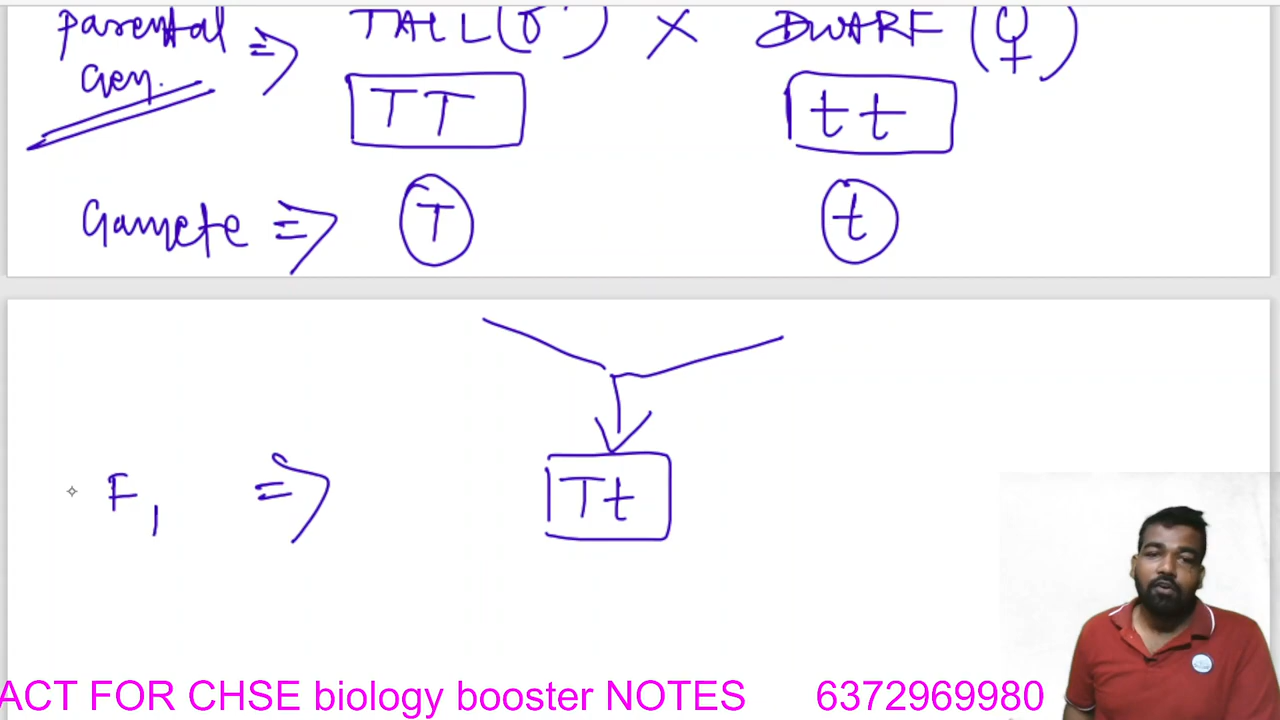 Parental => TALL (♂) X DWARF (♀)
Gen.
TT tt
Gamete => T t
F1 => Tt
ACT FOR CHSE biology booster NOTES 6372969980